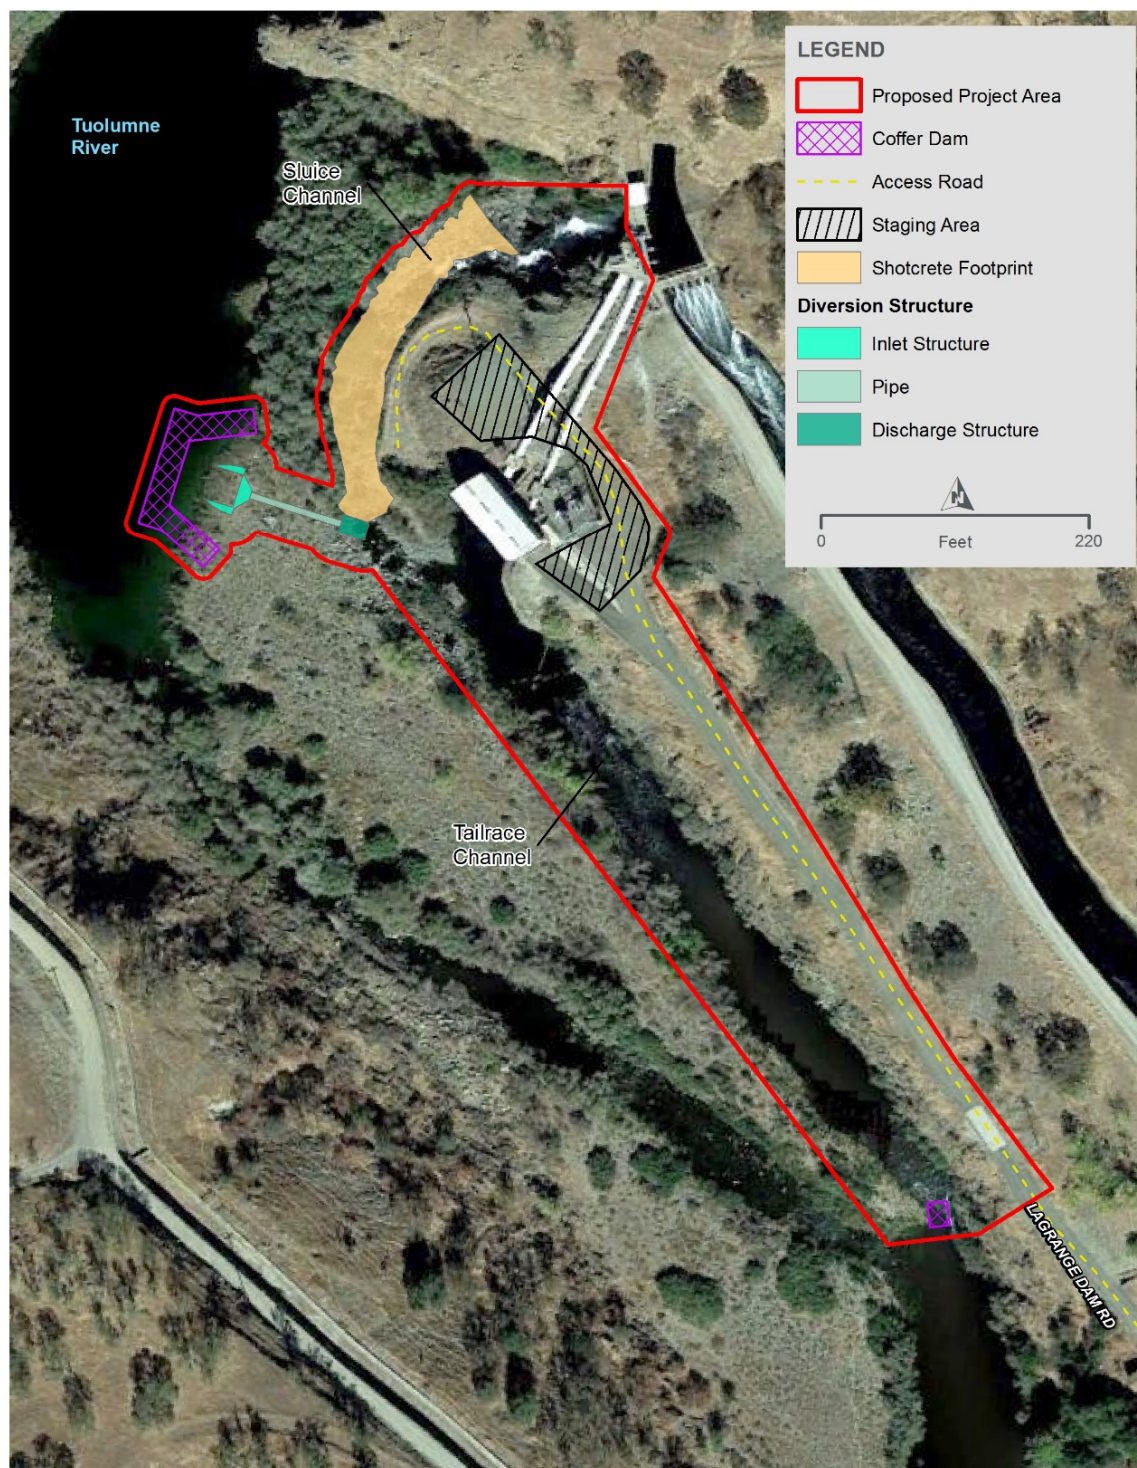 Tuolumne
River
Sluice
Channel
LEGEND
Proposed Project Area
Coffer Dam
Access Road
Staging Area
Shotcrete Footprint
Diversion Structure
Inlet Structure
Pipe
Discharge Structure
N
0 Feet 220
Tailrace
Channel
LAGRANGE DAM RD